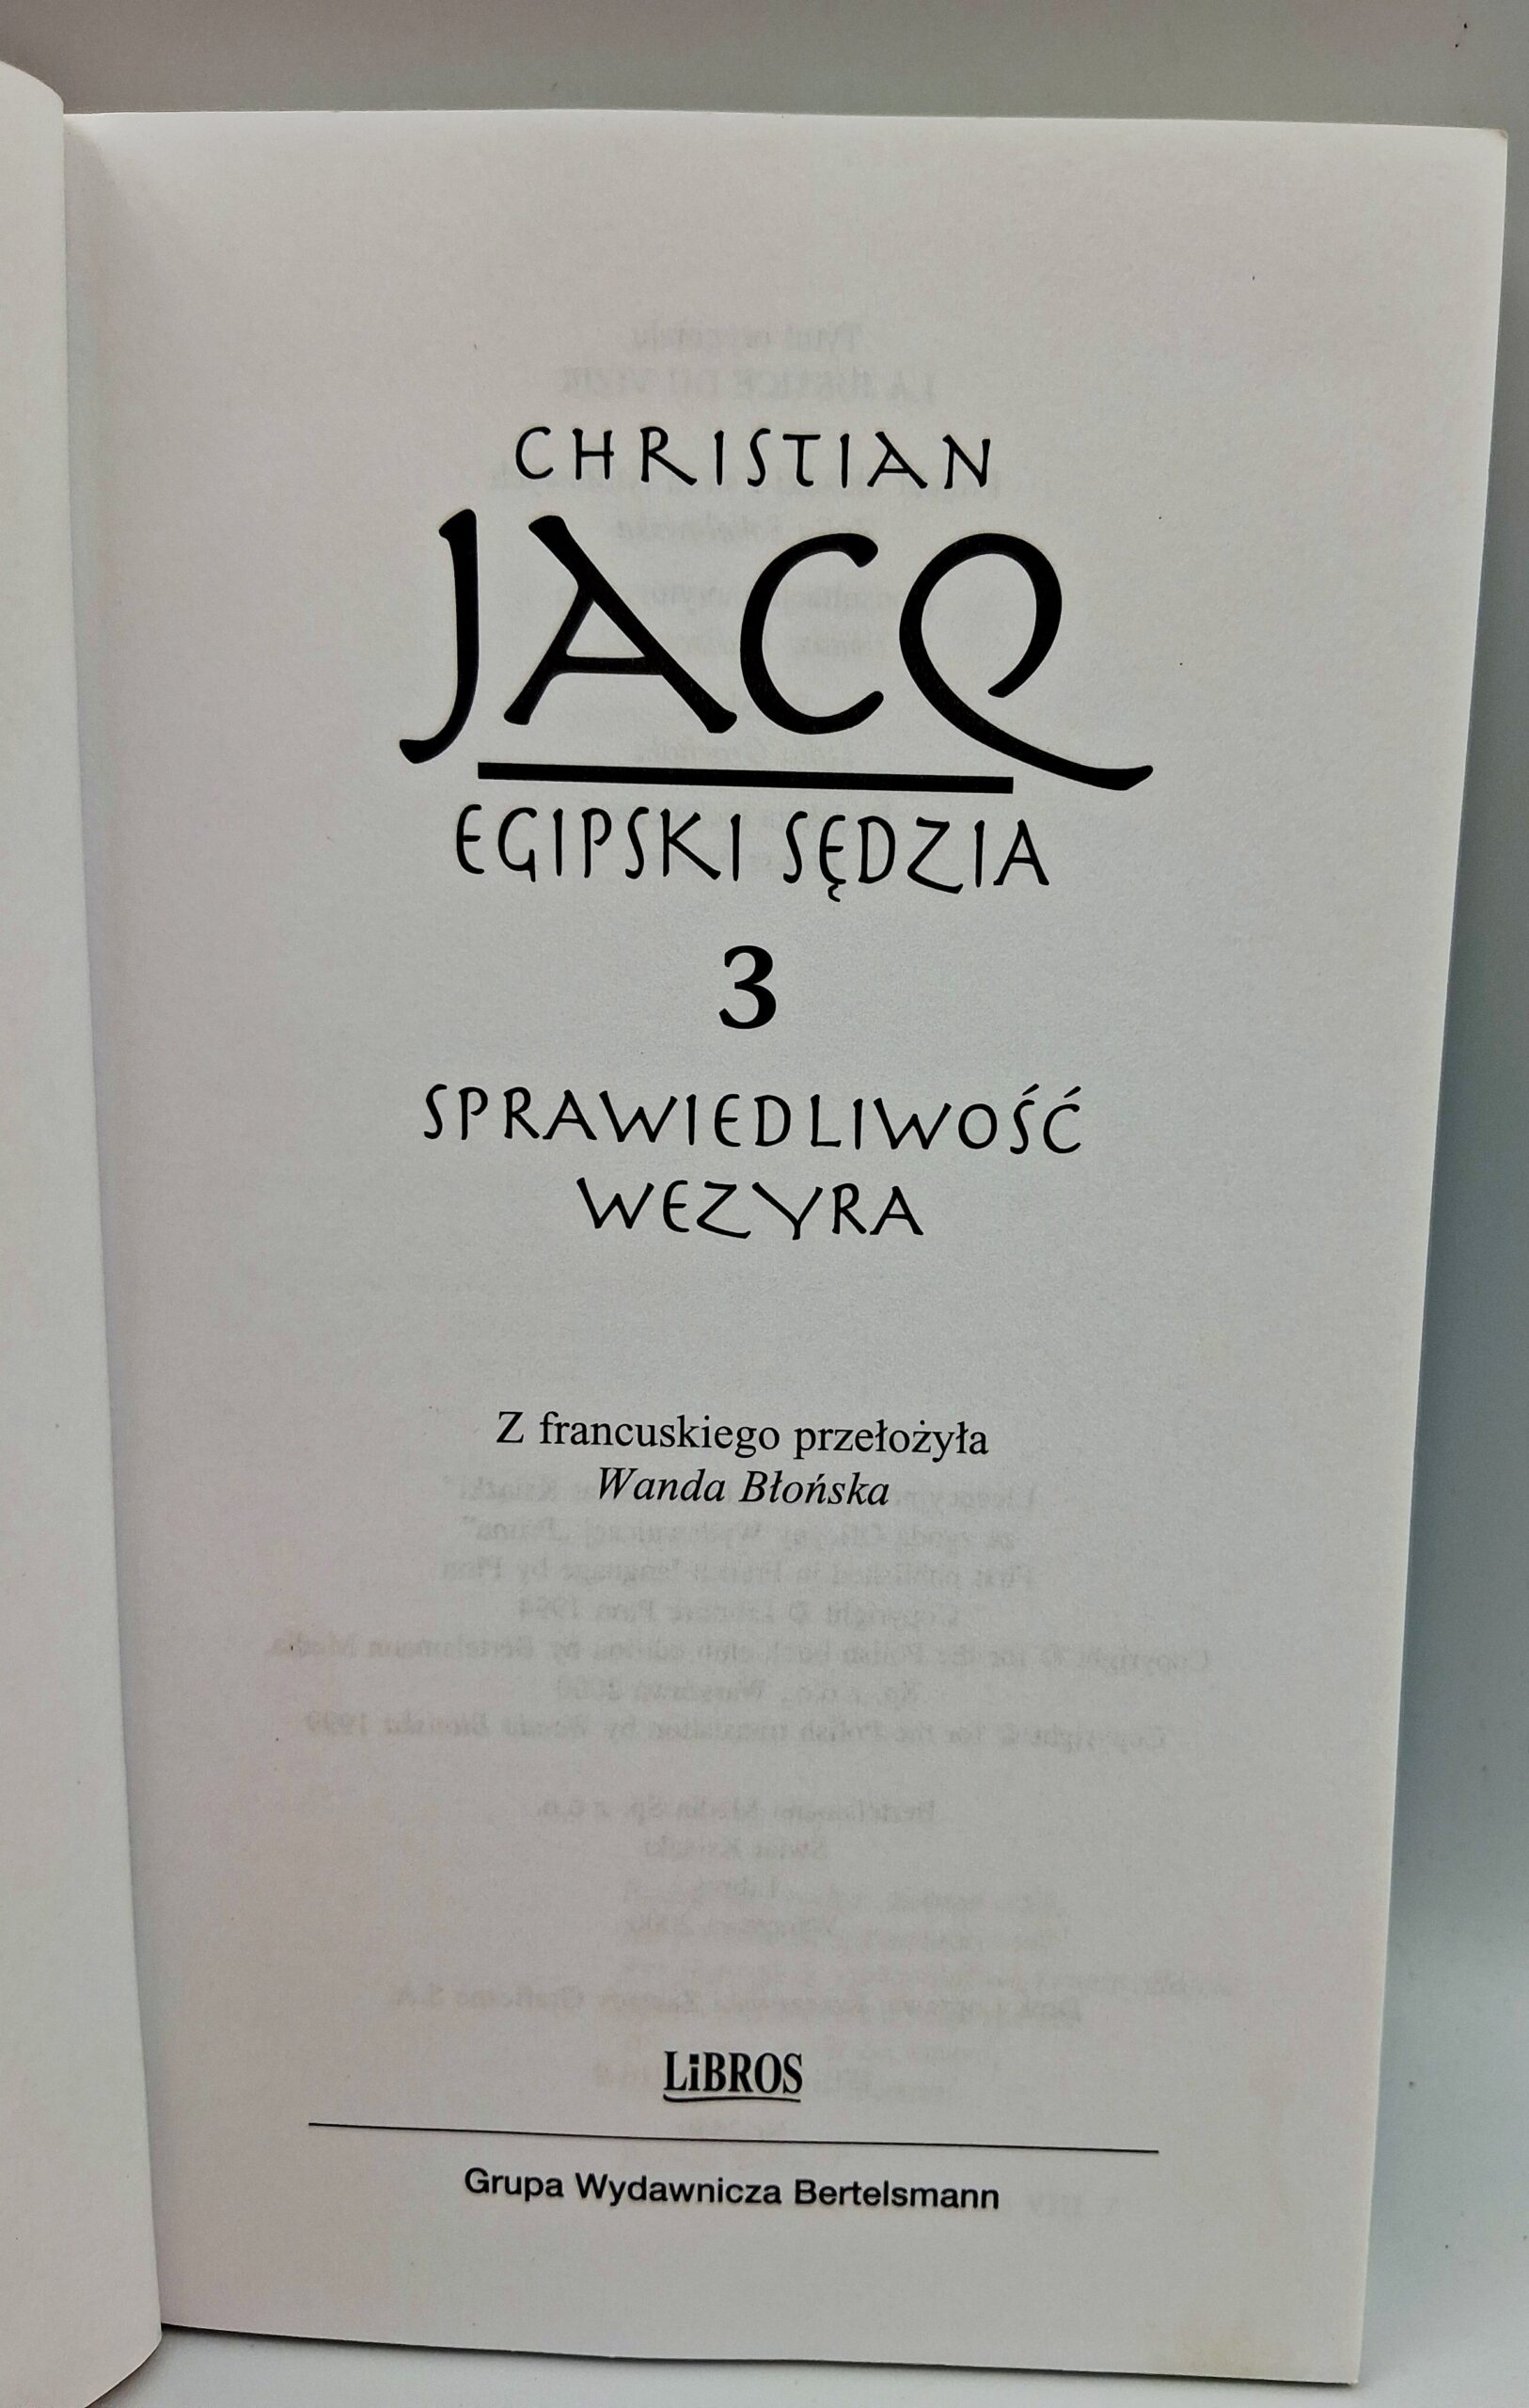 CHRISTIAN
JACQ
EGIPSKI SĘDZIA
3
SPRAWIEDLIWOŚĆ
WEZYRA
Z francuskiego przełożyła
Wanda Błońska
LiBROS
Grupa Wydawnicza Bertelsmann